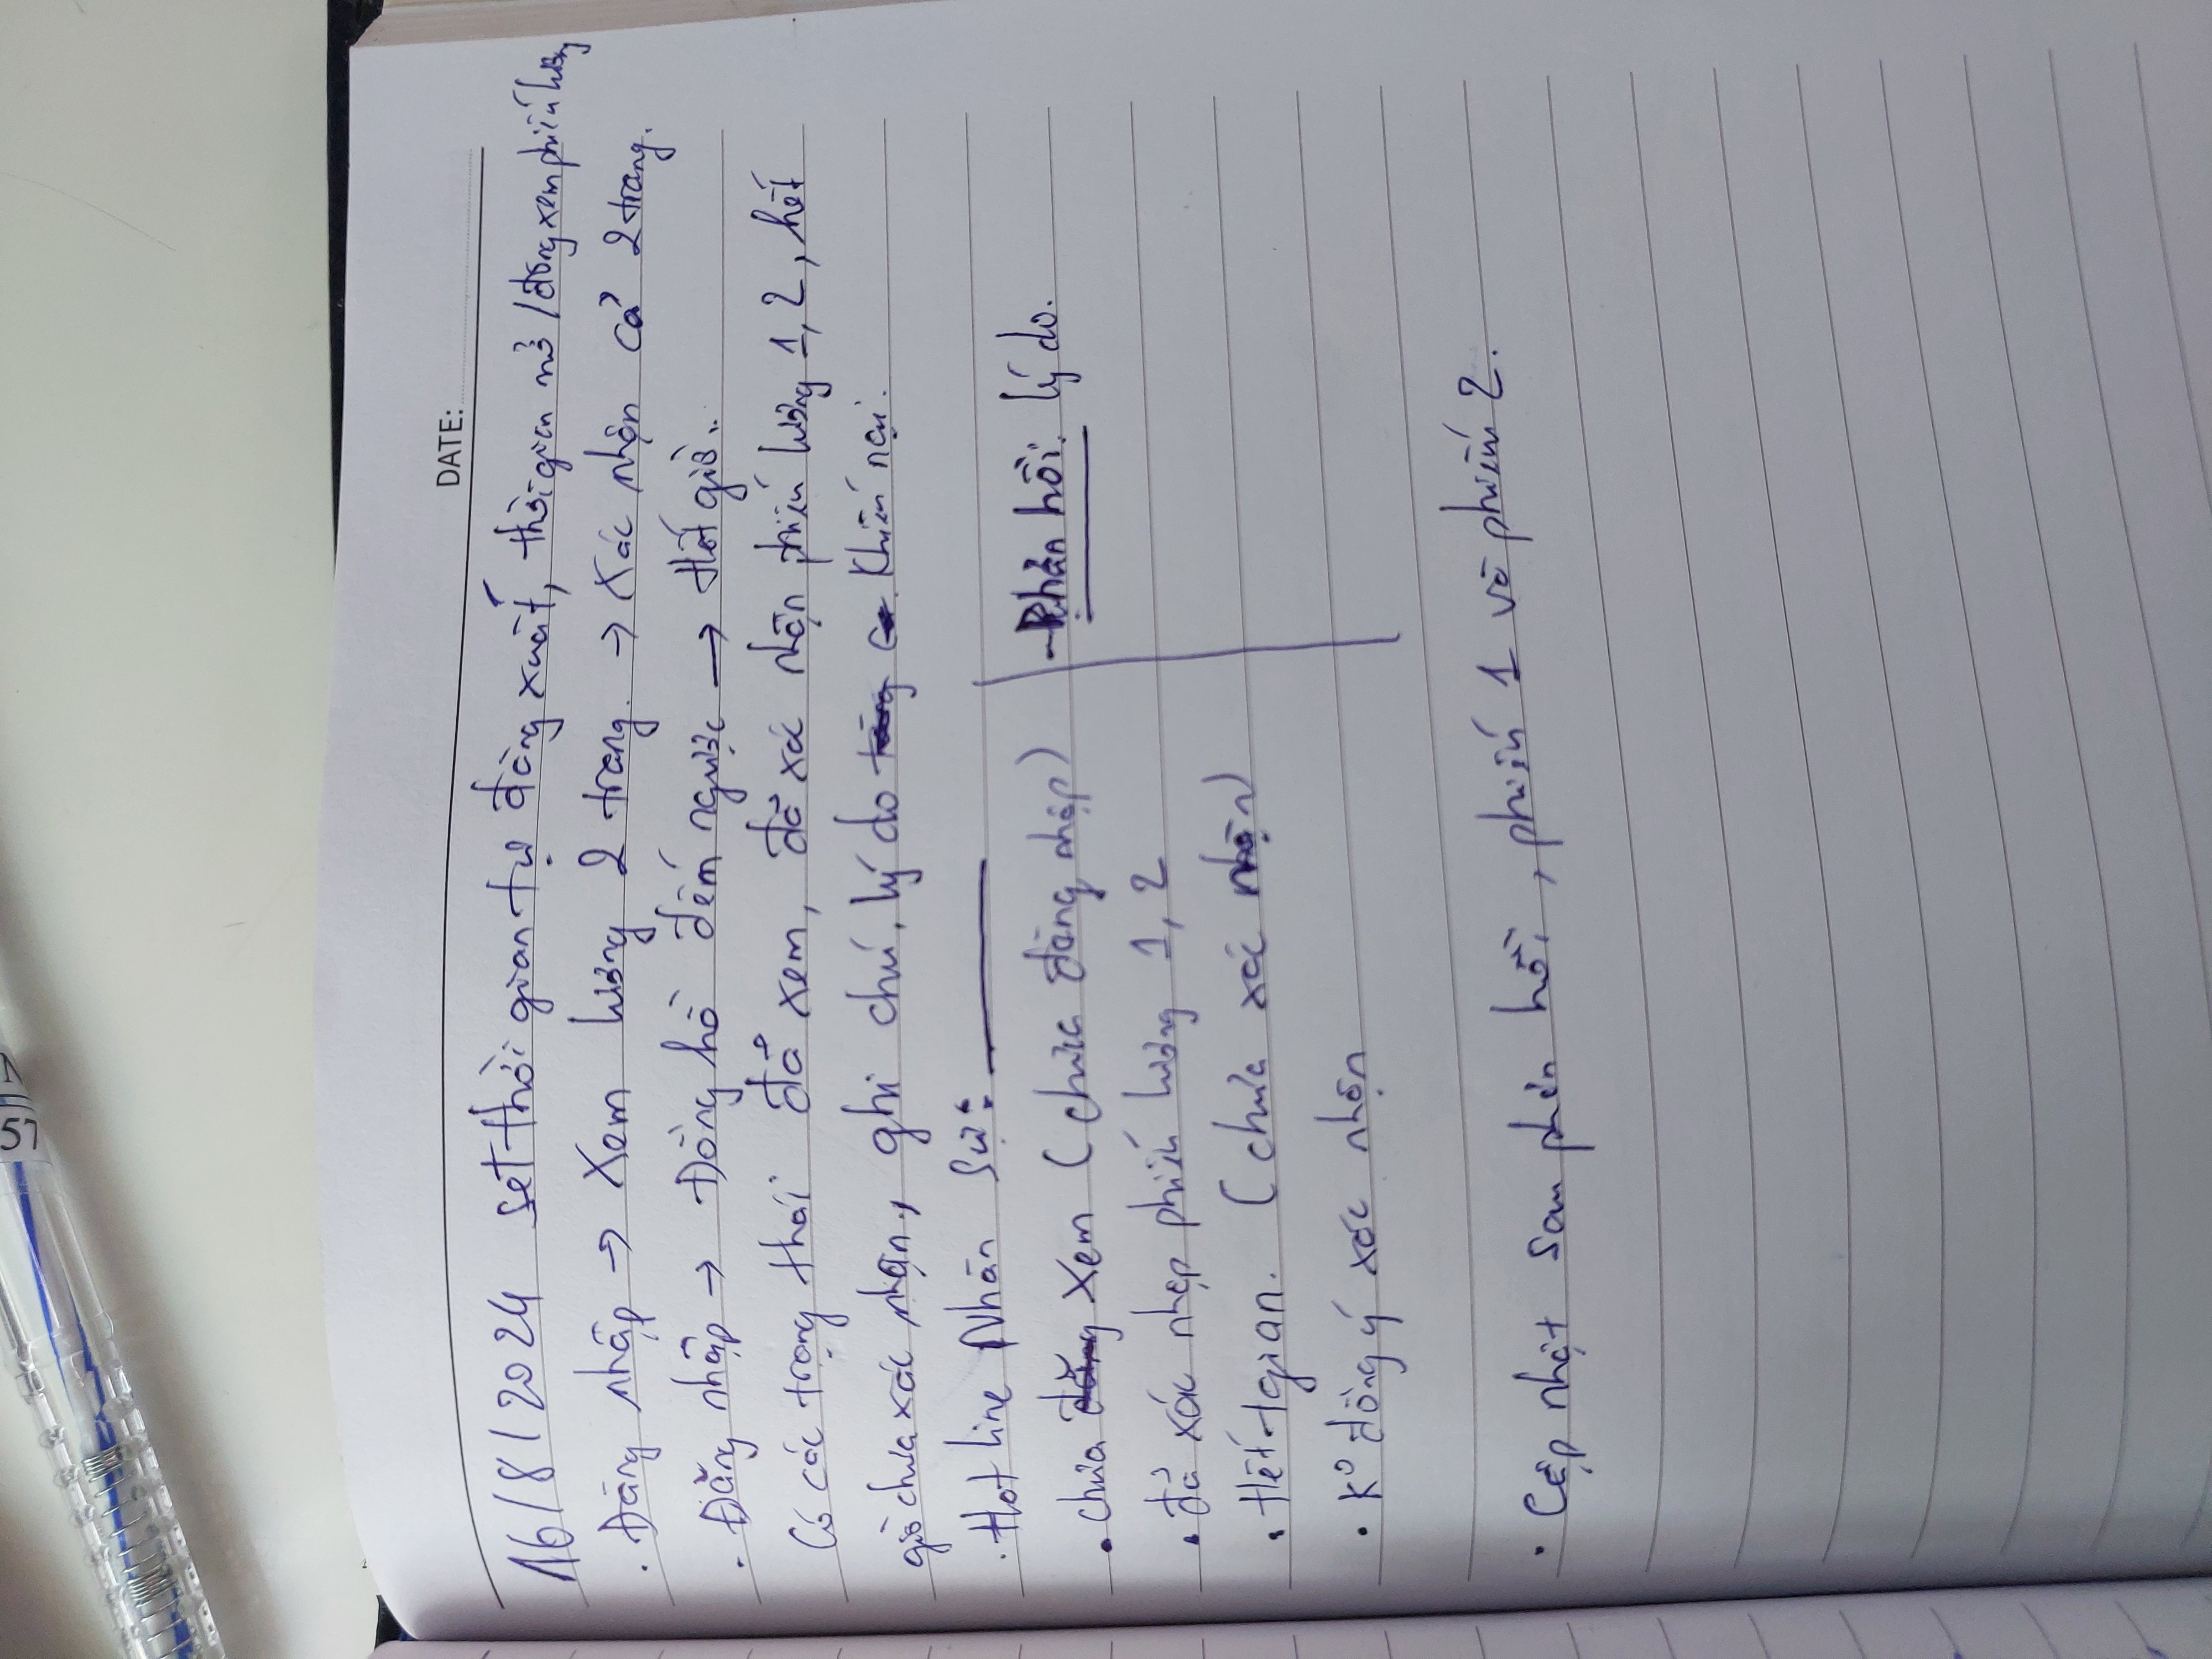 51
DATE:
16/8/2024 set thời gian tự đăng xuất, thời gian mở / đóng xem phiếu lương
. Đăng nhập → Xem lương 2 trang. → Xác nhận cả 2 trang.
. Đăng nhập → Đồng hồ đếm ngược → Hết giờ..
Có các trạng thái đã xem, đã xác nhận phiếu lương 1, 2, hết
giờ chưa xác nhận, ghi chú, lý do khiếu nại.
. Hotline Nhân sự:
• chưa xem (chưa đăng nhập)
- Phản hồi: lý do.
• đã xác nhập phiếu lương 1, 2
• Hết tgian. (chưa xác nhận)
• K° đồng ý xác nhận
• Cập nhật sau phản hồi, phiếu 1 và phiếu 2.